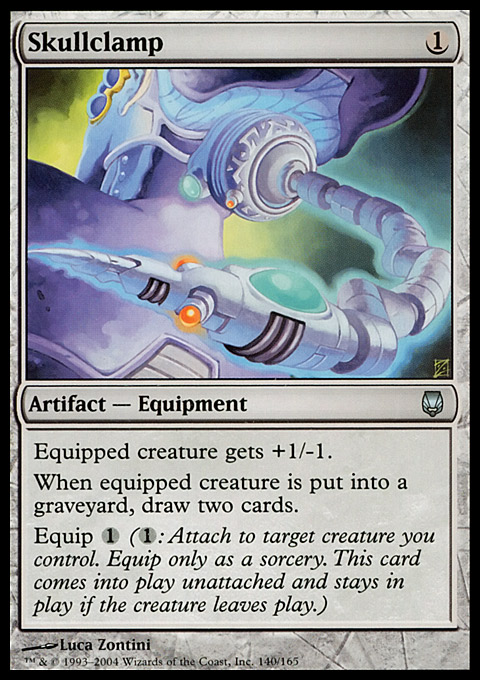 Skullclamp 1
Artifact — Equipment
Equipped creature gets +1/-1.
When equipped creature is put into a
graveyard, draw two cards.
Equip 1 (1: Attach to target creature you
control. Equip only as a sorcery. This card
comes into play unattached and stays in
play if the creature leaves play.)
Luca Zontini
™ & © 1993–2004 Wizards of the Coast, Inc. 140/165